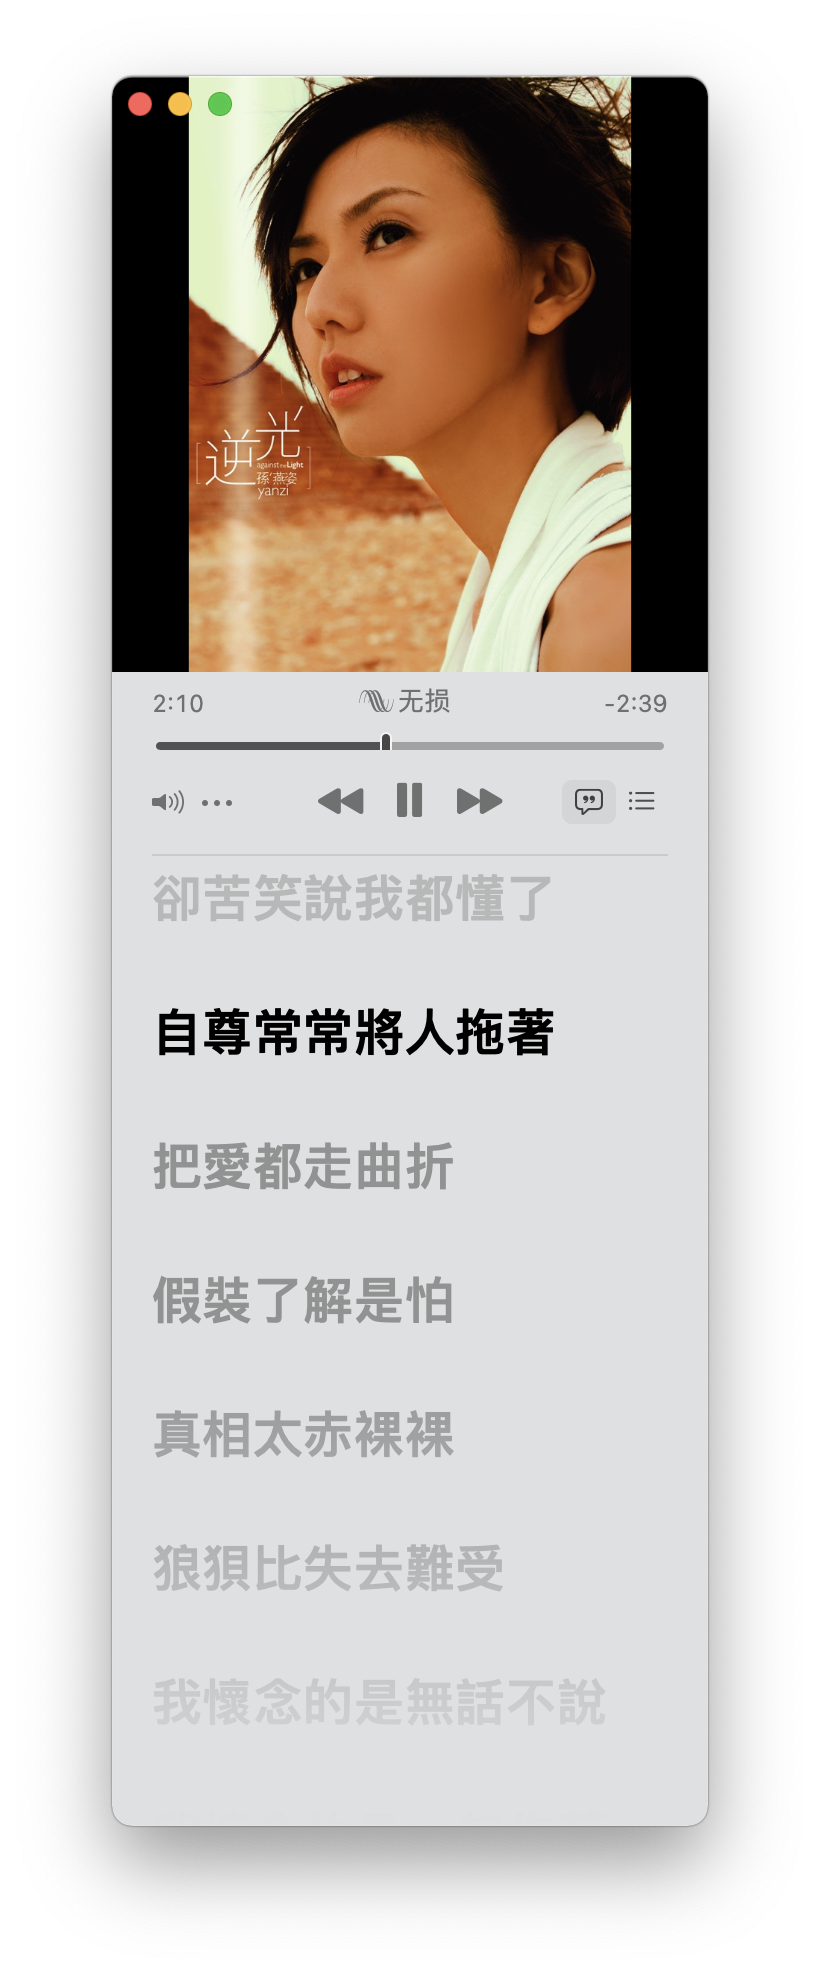 逆光
against the Light
孫燕姿
yanzi
2:10
无损
-2:39
卻苦笑說我都懂了
自尊常常將人拖著
把愛都走曲折
假裝了解是怕
真相太赤裸裸
狼狽比失去難受
我懷念的是無話不說